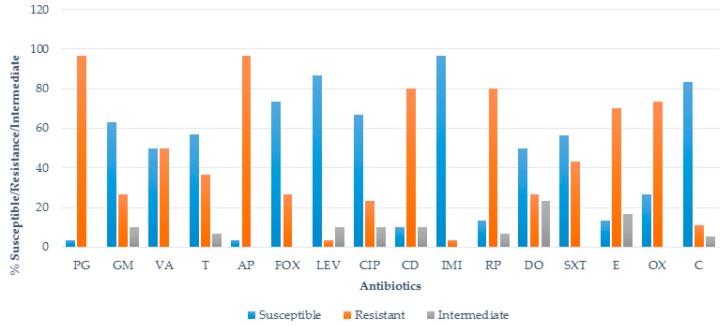 120
100
80
60
40
20
0
% Susceptible/Resistance/Intermediate
PG GM VA T AP FOX LEV CIP CD IMI RP DO SXT E OX C
Antibiotics
Susceptible Resistant Intermediate